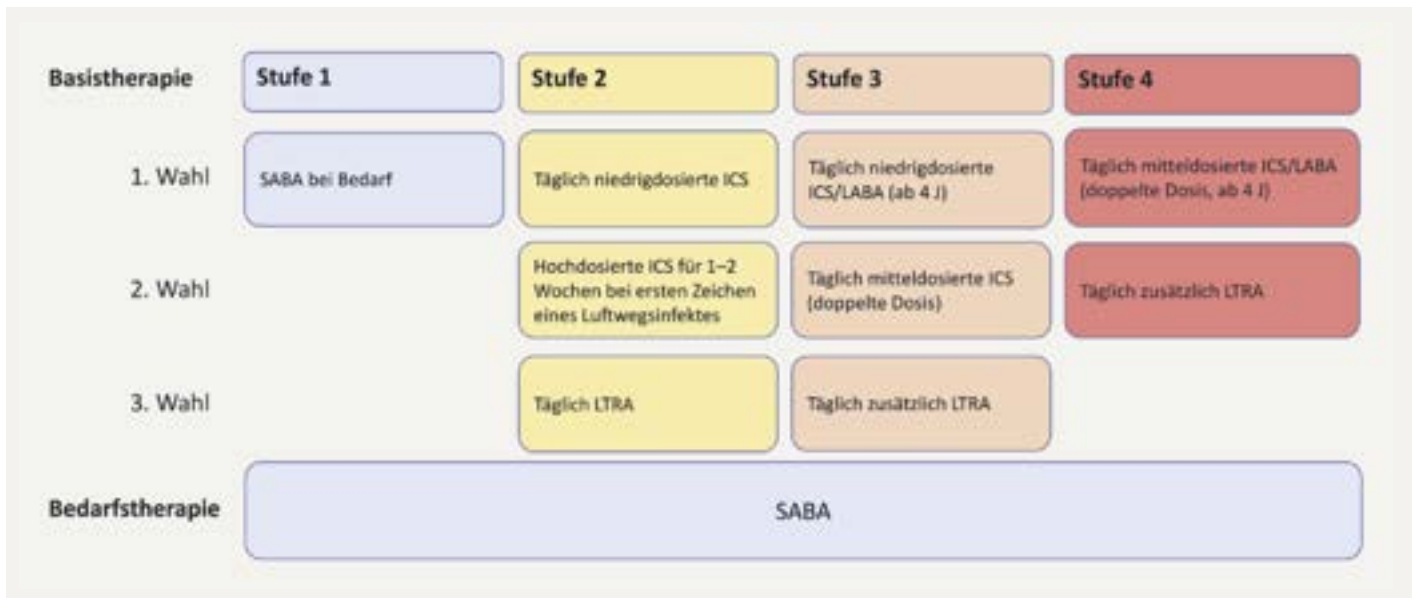 Basistherapie
Stufe 1
Stufe 2
Stufe 3
Stufe 4
1. Wahl
SABA bei Bedarf
Täglich niedrigdosierte ICS
Täglich niedrigdosierte
ICS/LABA (ab 4 J)
Täglich mitteldosierte ICS/LABA
(doppelte Dosis, ab 4 J)
2. Wahl
Hochdosierte ICS für 1–2
Wochen bei ersten Zeichen
eines Luftwegsinfektes
Täglich mitteldosierte ICS
(doppelte Dosis)
Täglich zusätzlich LTRA
3. Wahl
Täglich LTRA
Täglich zusätzlich LTRA
Bedarfstherapie
SABA